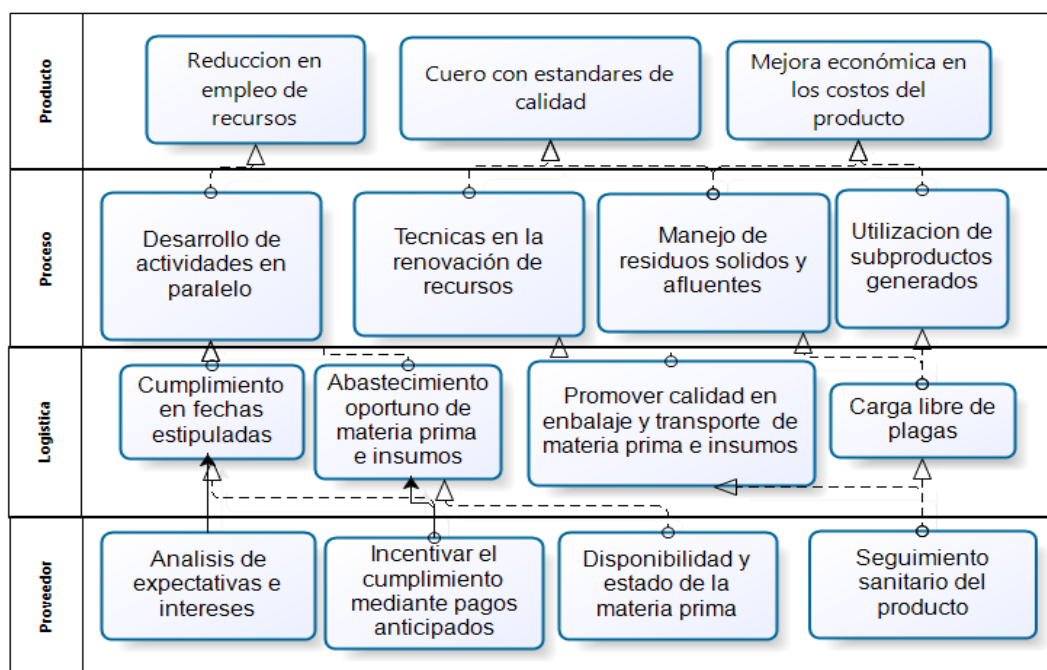 Producto
Reduccion en
empleo de
recursos
Cuero con estandares de
calidad
Mejora económica en
los costos del
producto
Proceso
Desarrollo de
actividades en
paralelo
Tecnicas en la
renovación de
recursos
Manejo de
residuos solidos y
afluentes
Utilizacion de
subproductos
generados
Logistica
Cumplimiento
en fechas
estipuladas
Abastecimiento
oportuno de
materia prima
e insumos
Promover calidad en
enbalaje y transporte de
materia prima e insumos
Carga libre de
plagas
Proveedor
Analisis de
expectativas e
intereses
Incentivar el
cumplimiento
mediante pagos
anticipados
Disponibilidad y
estado de la
materia prima
Seguimiento
sanitario del
producto